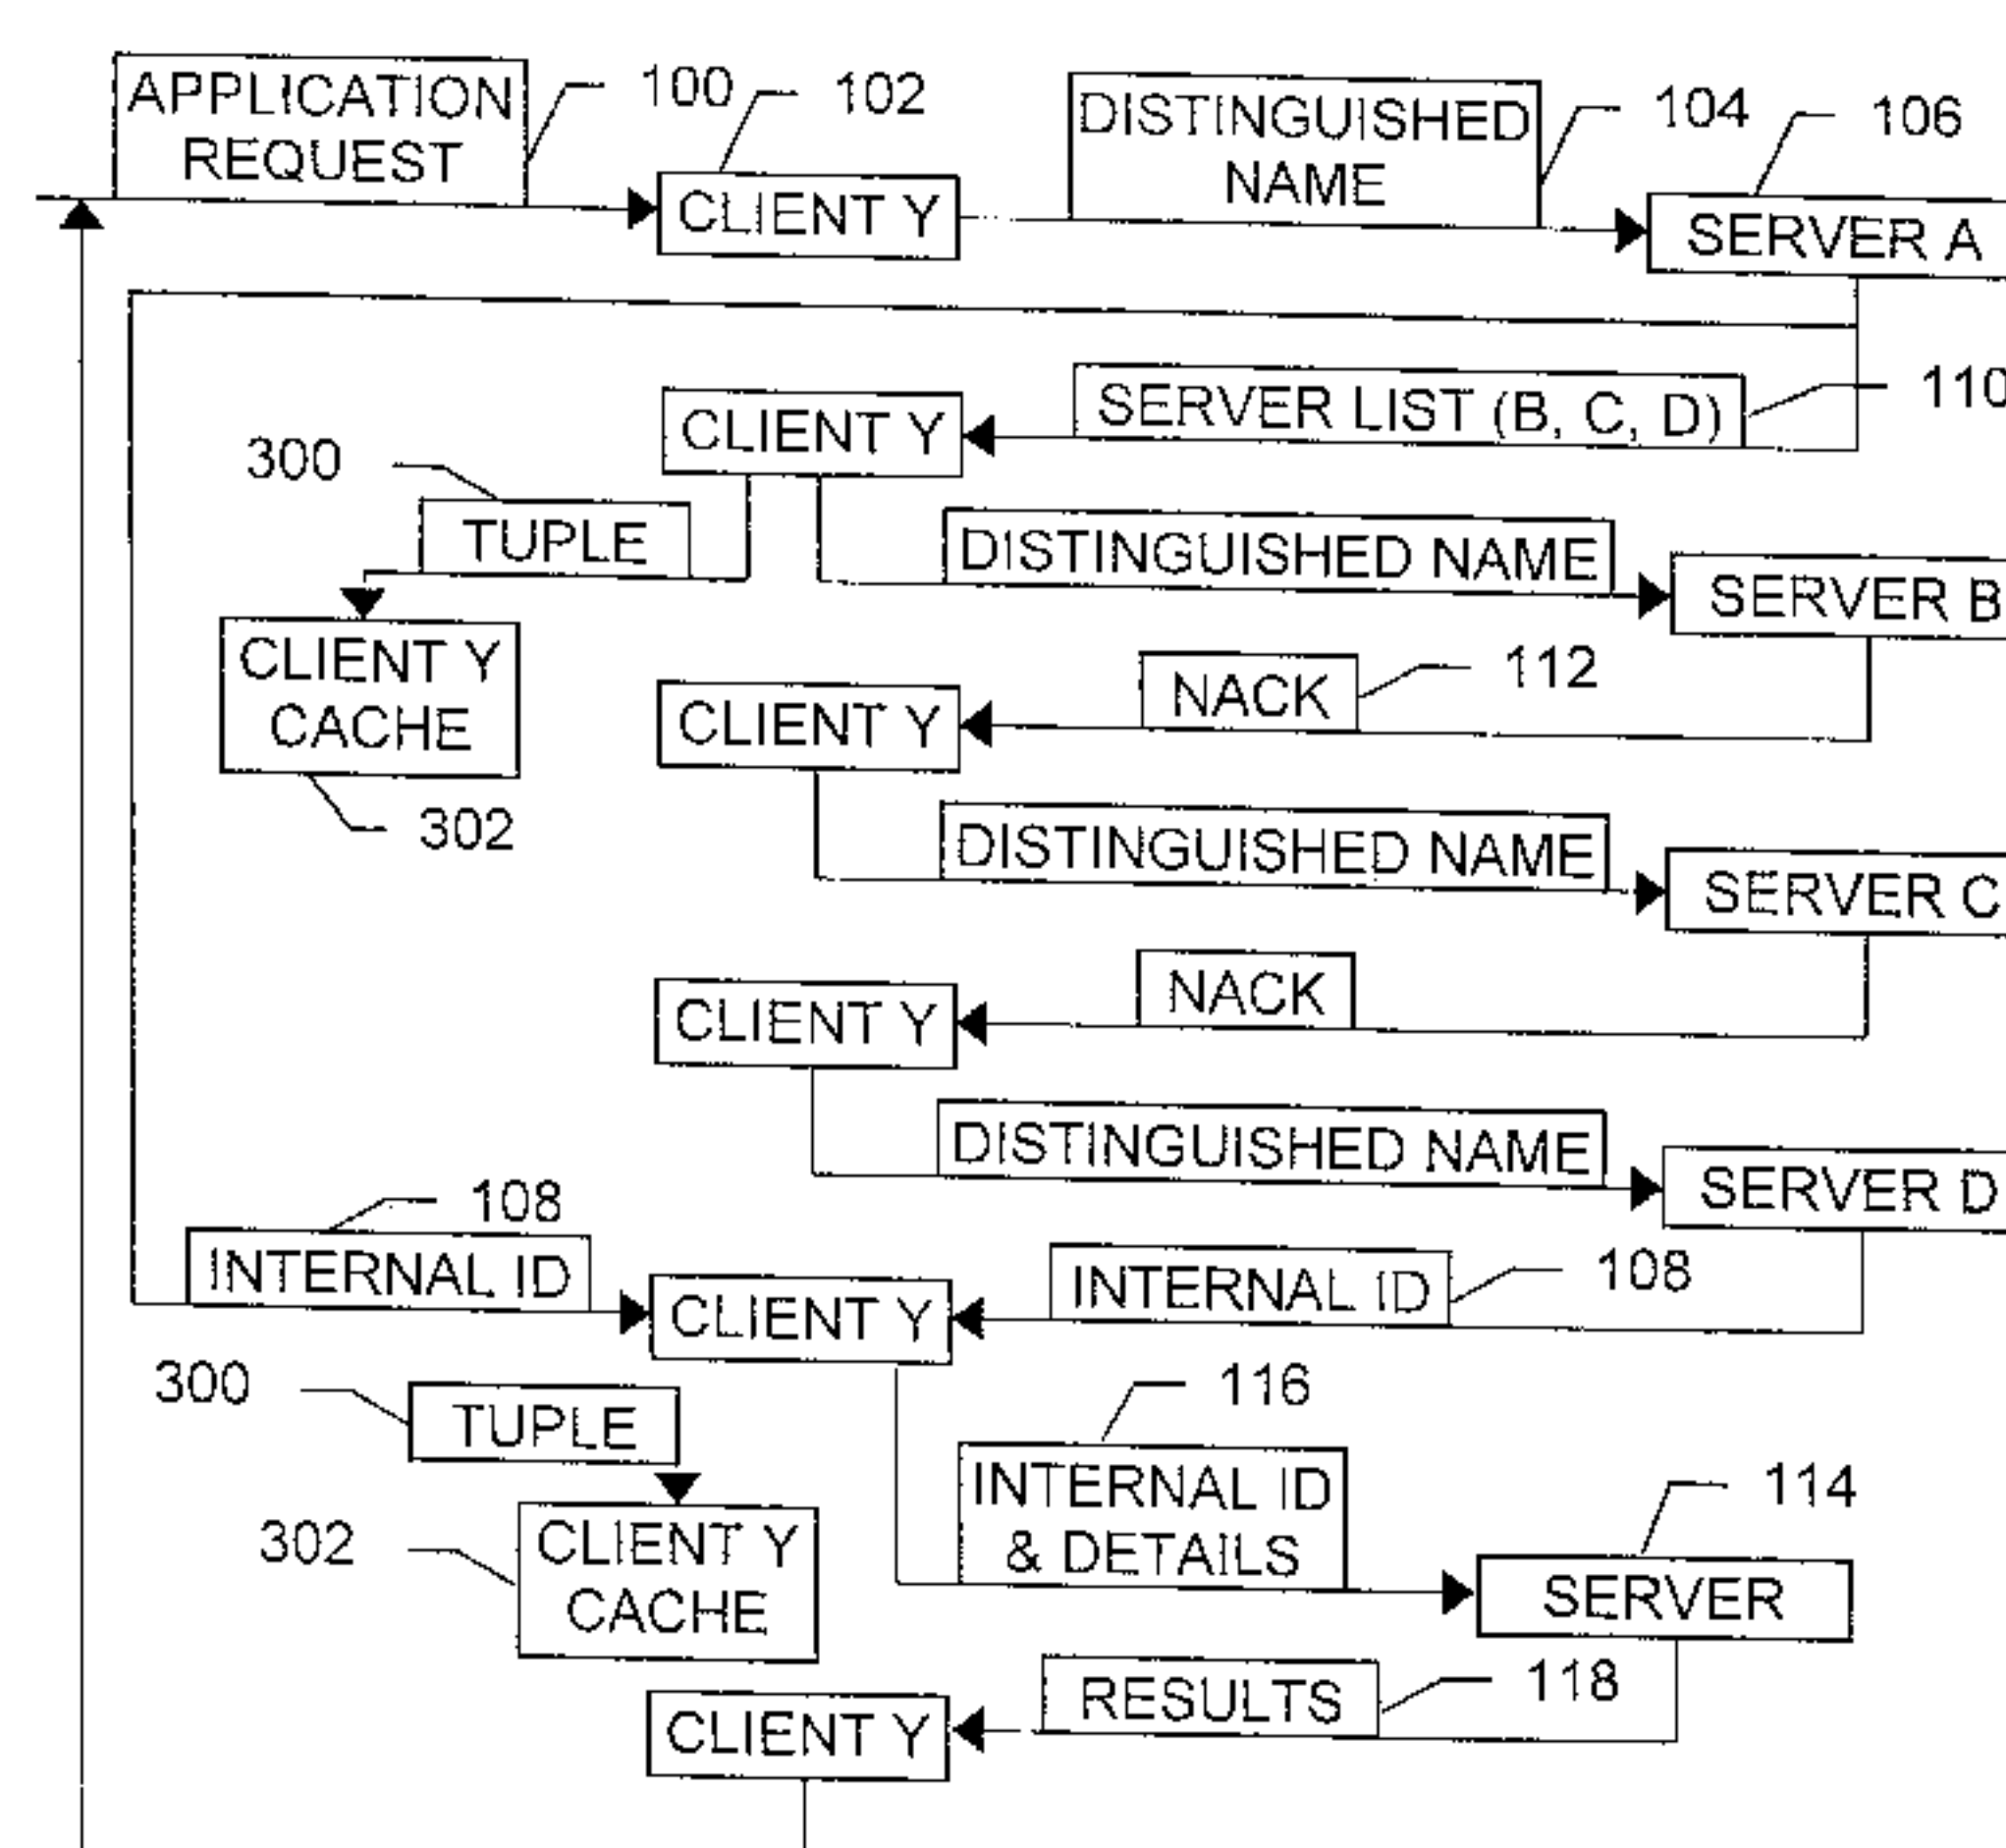 APPLICATION
REQUEST
100
102
CLIENT Y
DISTINGUISHED
NAME
104
106
SERVER A
SERVER LIST (B, C, D)
110
CLIENT Y
300
TUPLE
DISTINGUISHED NAME
SERVER B
CLIENT Y
CACHE
302
NACK
112
CLIENT Y
DISTINGUISHED NAME
SERVER C
NACK
CLIENT Y
DISTINGUISHED NAME
SERVER D
108
INTERNAL ID
CLIENT Y
INTERNAL ID
108
300
TUPLE
116
INTERNAL ID
& DETAILS
114
SERVER
302
CLIENT Y
CACHE
RESULTS
118
CLIENT Y